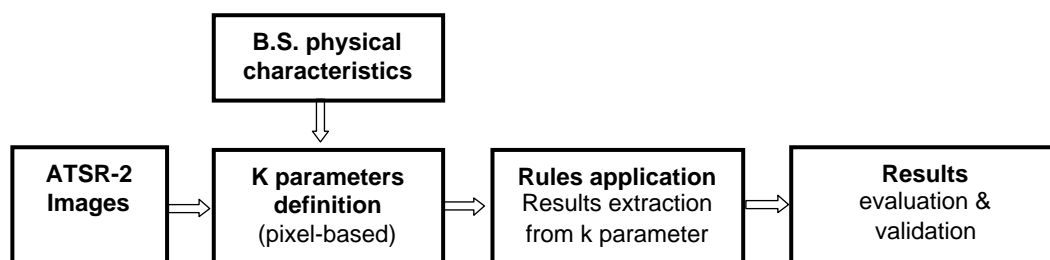 B.S. physical
characteristics
ATSR-2
Images
K parameters
definition
(pixel-based)
Rules application
Results extraction
from k parameter
Results
evaluation &
validation